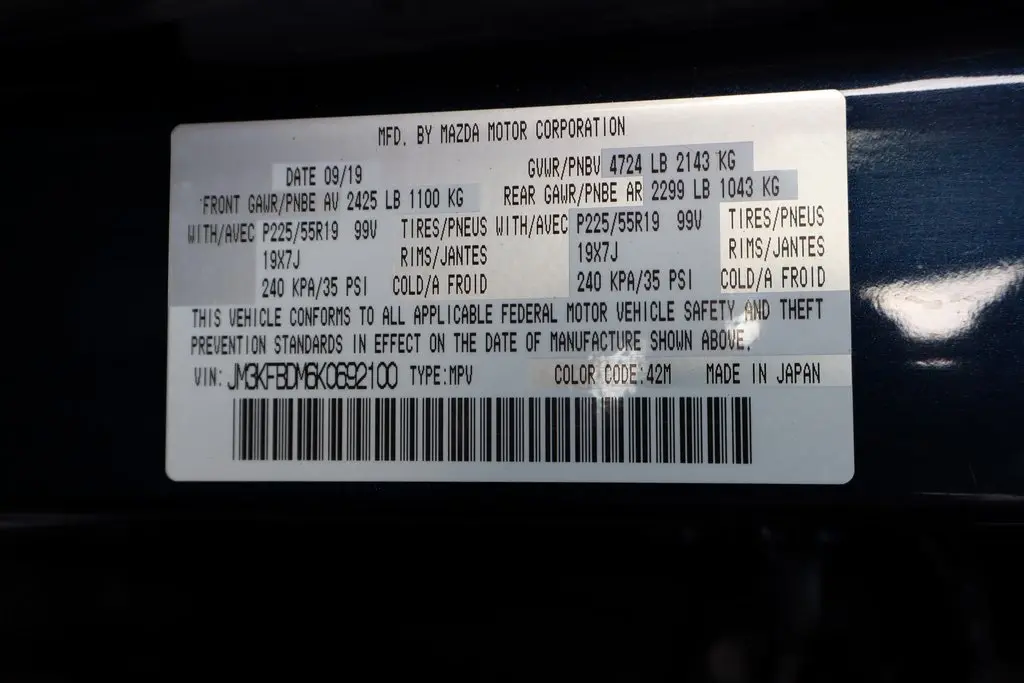 MFD. BY MAZDA MOTOR CORPORATION
DATE 09/19 GVWR/PNBV 4724 LB 2143 KG
FRONT GAWR/PNBE AV 2425 LB 1100 KG REAR GAWR/PNBE AR 2299 LB 1043 KG
WITH/AVEC P225/55R19 99V TIRES/PNEUS WITH/AVEC P225/55R19 99V TIRES/PNEUS
19X7J RIMS/JANTES 19X7J RIMS/JANTES
240 KPA/35 PSI COLD/A FROID 240 KPA/35 PSI COLD/A FROID
THIS VEHICLE CONFORMS TO ALL APPLICABLE FEDERAL MOTOR VEHICLE SAFETY AND THEFT
PREVENTION STANDARDS IN EFFECT ON THE DATE OF MANUFACTURE SHOWN ABOVE.
VIN: JM3KFBDM6K0692100 TYPE:MPV COLOR CODE:42M MADE IN JAPAN